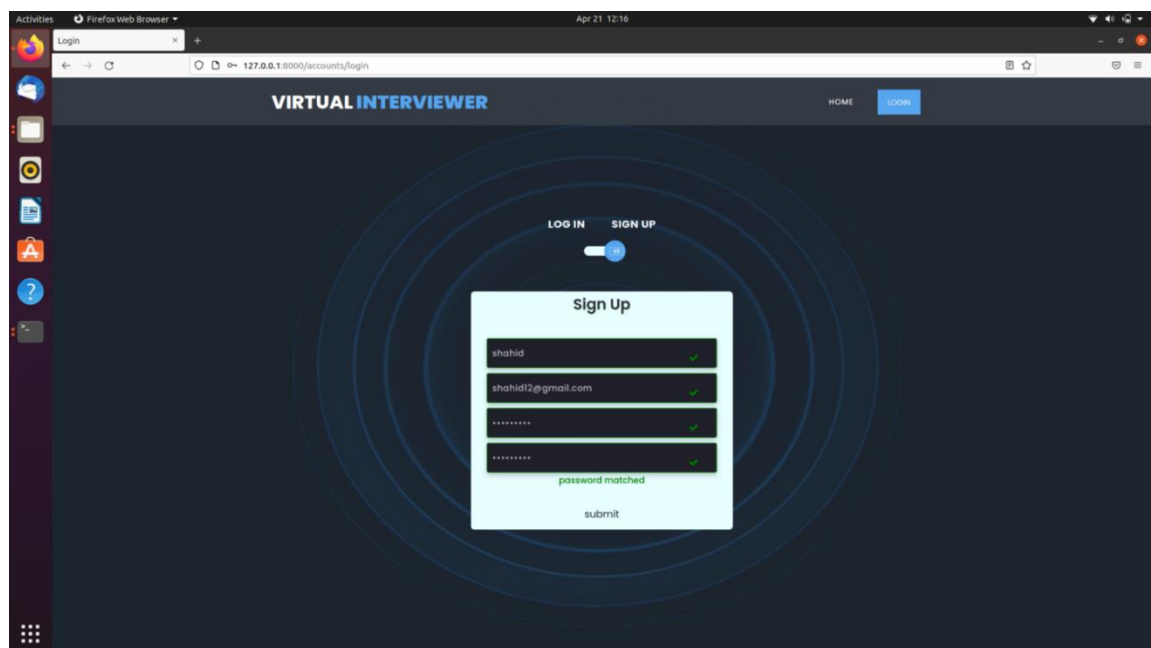 Activities Firefox Web Browser Apr 21 12:16
Login
127.0.0.1:8000/accounts/login
VIRTUAL INTERVIEWER HOME LOGIN
LOG IN SIGN UP
Sign Up
shahid
shahid12@gmail.com
•••••••••
•••••••••
password matched
submit